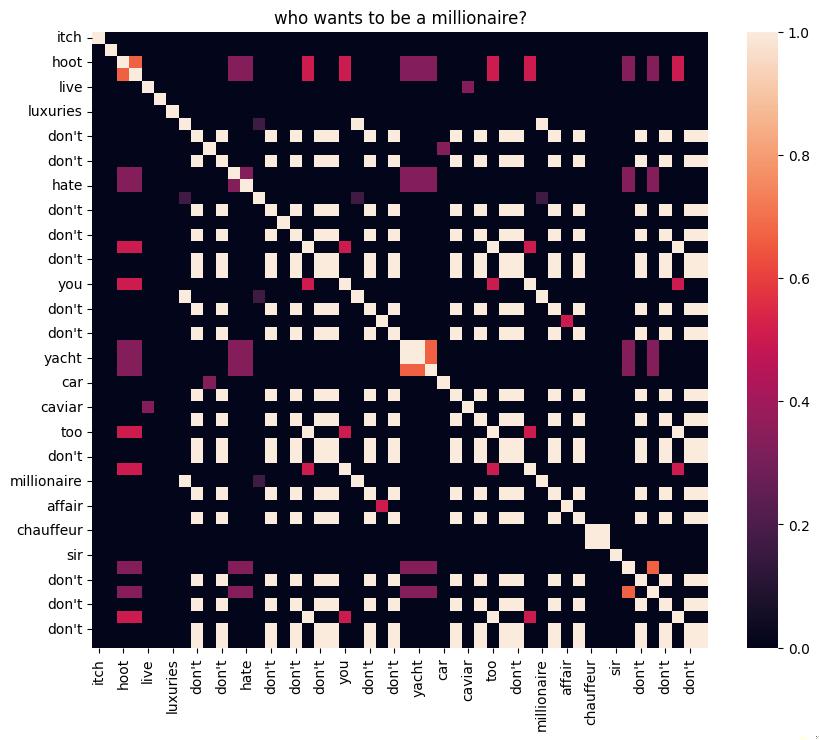 who wants to be a millionaire?
itch
hoot
live
luxuries
don't
don't
hate
don't
don't
don't
you
don't
don't
yacht
car
caviar
too
don't
millionaire
affair
chauffeur
sir
don't
don't
don't
1.0
0.8
0.6
0.4
0.2
0.0
itch
hoot
live
luxuries
don't
don't
hate
don't
don't
don't
you
don't
don't
yacht
car
caviar
too
don't
millionaire
affair
chauffeur
sir
don't
don't
don't